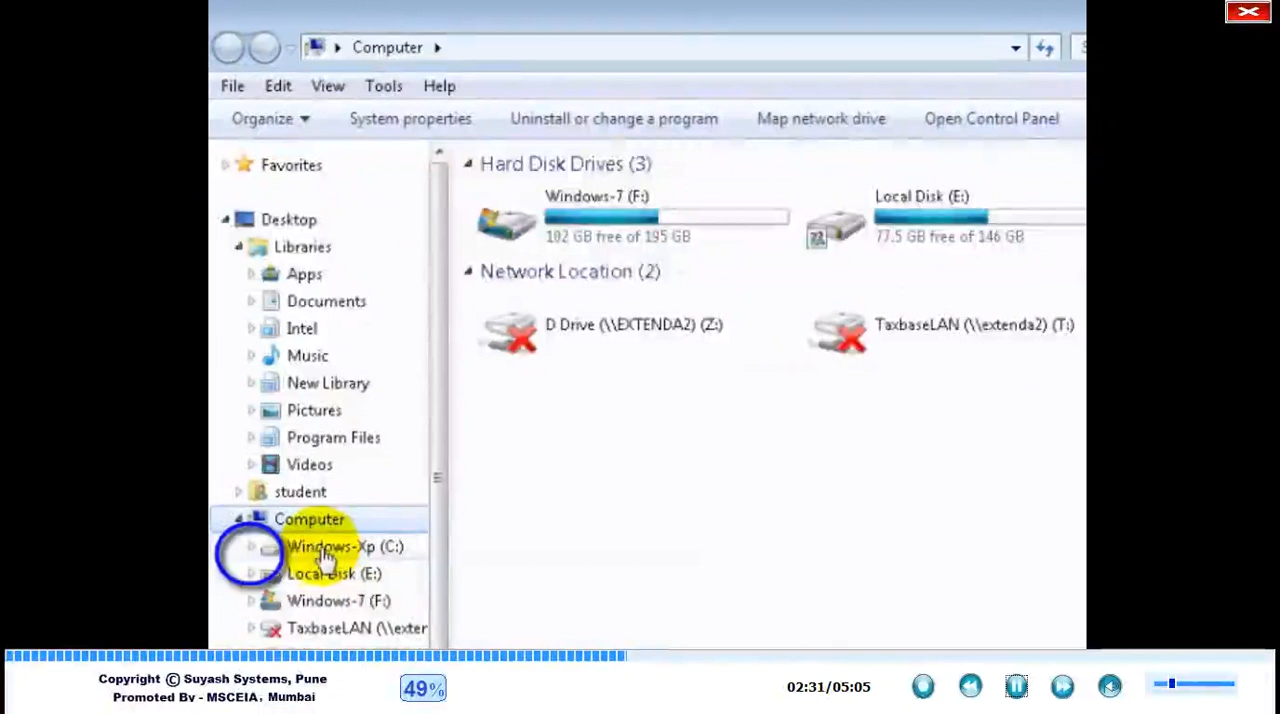 Computer
File Edit View Tools Help
Organize System properties Uninstall or change a program Map network drive Open Control Panel
Favorites
Desktop
Libraries
Apps
Documents
Intel
Music
New Library
Pictures
Program Files
Videos
student
Computer
Windows-Xp (C:)
Local Disk (E:)
Windows-7 (F:)
TaxbaseLAN (\\exter
Hard Disk Drives (3)
Windows-7 (F:) Local Disk (E:)
102 GB free of 195 GB 77.5 GB free of 146 GB
Network Location (2)
D Drive (\\EXTENDA2) (Z:) TaxbaseLAN (\\extenda2) (T:)
Copyright © Suyash Systems, Pune
Promoted By - MSCEIA, Mumbai
49%
02:31/05:05